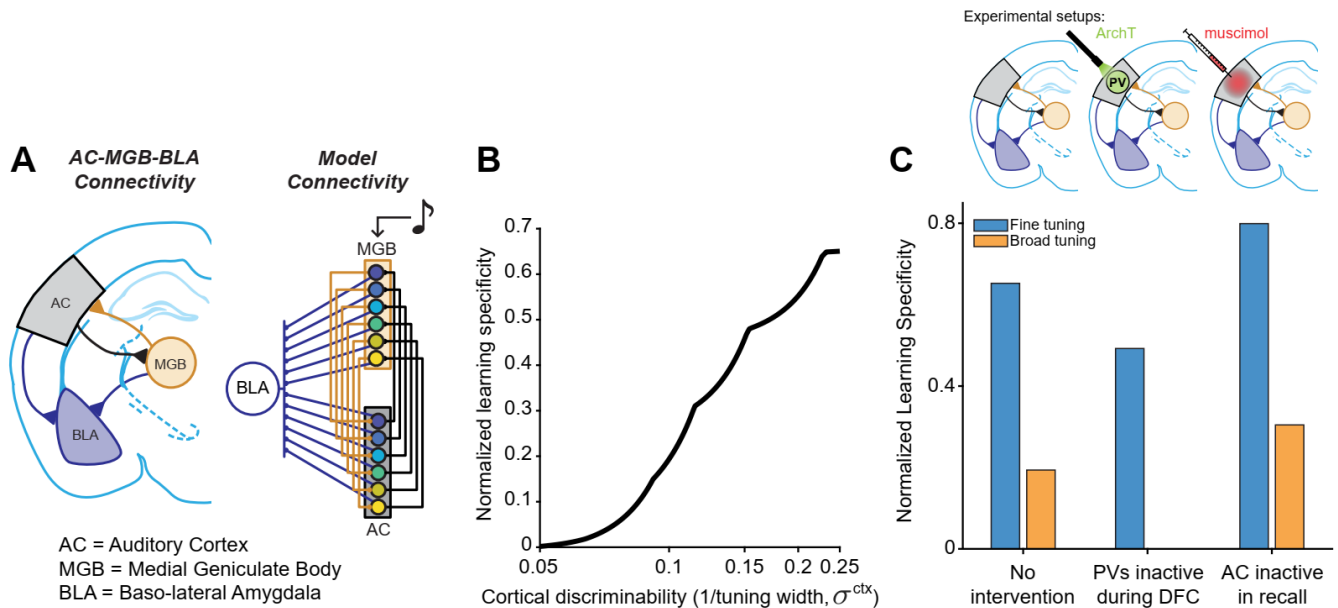 Experimental setups:
ArchT
muscimol
PV
A
AC-MGB-BLA
Connectivity
Model
Connectivity
AC
MGB
BLA
MGB
BLA
AC
AC = Auditory Cortex
MGB = Medial Geniculate Body
BLA = Baso-lateral Amygdala
B
Normalized learning specificity
0.7
0.6
0.5
0.4
0.3
0.2
0.1
0
0.05
0.1
0.15
0.2
0.25
Cortical discriminability (1/tuning width, σctx)
C
Normalized Learning Specificity
0.8
0.4
0
Fine tuning
Broad tuning
No
intervention
PVs inactive
during DFC
AC inactive
in recall